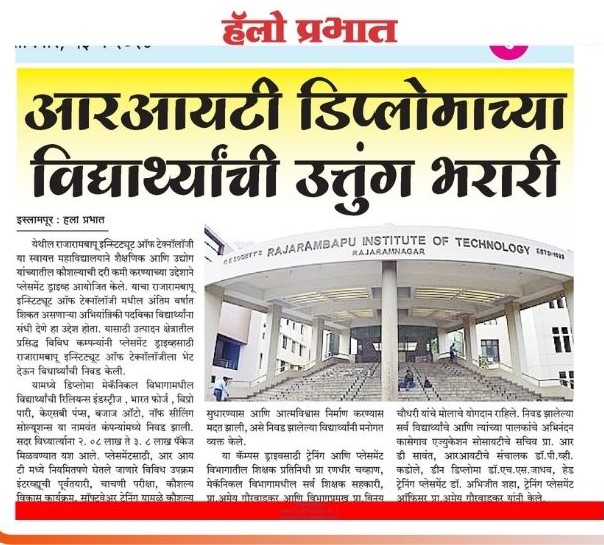 हॅलो प्रभात
आरआयटी डिप्लोमाच्या
विद्यार्थ्यांची उत्तुंग भरारी
इस्लामपूर : हॅलो प्रभात
येथील राजारामबापू इन्स्टिट्यूट ऑफ टेक्नॉलॉजी
या स्वायत्त महाविद्यालयाने शैक्षणिक आणि उद्योग
यांच्यातील कौशल्याची दरी कमी करण्याच्या उद्देशाने
प्लेसमेंट ड्राइव्ह आयोजित केले. याचा राजारामबापू
इन्स्टिट्यूट ऑफ टेक्नॉलॉजी मधील अंतिम वर्षात
शिकत असणाऱ्या अभियांत्रिकी पदविका विद्यार्थ्यांना
संधी देणे हा उद्देश होता. यासाठी उत्पादन क्षेत्रातील
प्रसिद्ध विविध कम्पन्यांनी प्लेसमेंट ड्राइव्हसाठी
राजारामबापू इन्स्टिट्यूट ऑफ टेक्नॉलॉजीला भेट
देऊन विधार्थ्यांची निवड केली.
यामध्ये डिप्लोमा मेकॅनिकल विभागामधील
विद्यार्थ्यांची रिलियन्स इंडस्ट्रीज , भारत फोर्ज , विप्रो
पारी, केएसबी पंप्स, बजाज ऑटो, नॉफ सीलिंग
सोल्यूशन्स या नामवंत कंपन्यांमध्ये निवड झाली.
सदर विध्यार्त्यांना २. ०८ लाख ते ३. ८ लाख पॅकेज
मिळवण्यात यश आले. प्लेसमेंटसाठी, आर आय
टी मध्ये नियमितपणे घेतले जाणारे विविध उपक्रम
इंटरव्ह्यूची पूर्वतयारी, चाचणी परीक्षा, कौशल्य
विकास कार्यक्रम, सॉफ्टवेअर ट्रेनिंग यामुळे कौशल्य
K.E. SOCIETY'S RAJARAMBAPU INSTITUTE OF TECHNOLOGY ESTD-1983
RAJARAMNAGAR
सुधारण्यास आणि आत्मविश्वास निर्माण करण्यास
मदत झाली, असे निवड झालेल्या विद्यार्थ्यांनी मनोगत
व्यक्त केले.
या कॅम्पस ड्राइवसाठी ट्रेनिंग आणि प्लेसमेंट
विभागातील शिक्षक प्रतिनिधी प्रा रणधीर चव्हाण,
मेकॅनिकल विभागामधील सर्व शिक्षक सहकारी,
प्रा.अमेय गौरवाडकर आणि विभागप्रमुख प्रा.विनय
चौधरी यांचे मोलाचे योगदान राहिले. निवड झालेल्या
सर्व विद्यार्थ्यांचे आणि त्यांच्या पालकांचे अभिनंदन
कासेगाव एज्युकेशन सोसायटीचे सचिव प्रा. आर
डी सावंत, आरआयटीचे संचालक डॉ.पी.व्ही.
कडोले, डीन डिप्लोमा डॉ.एच.एस.जाधव, हेड
ट्रेनिंग प्लेसमेंट डॉ. अभिजीत शहा, ट्रेनिंग प्लेसमेंट
ऑफिसर प्रा.अमेय गौरवाडकर यांनी केले.